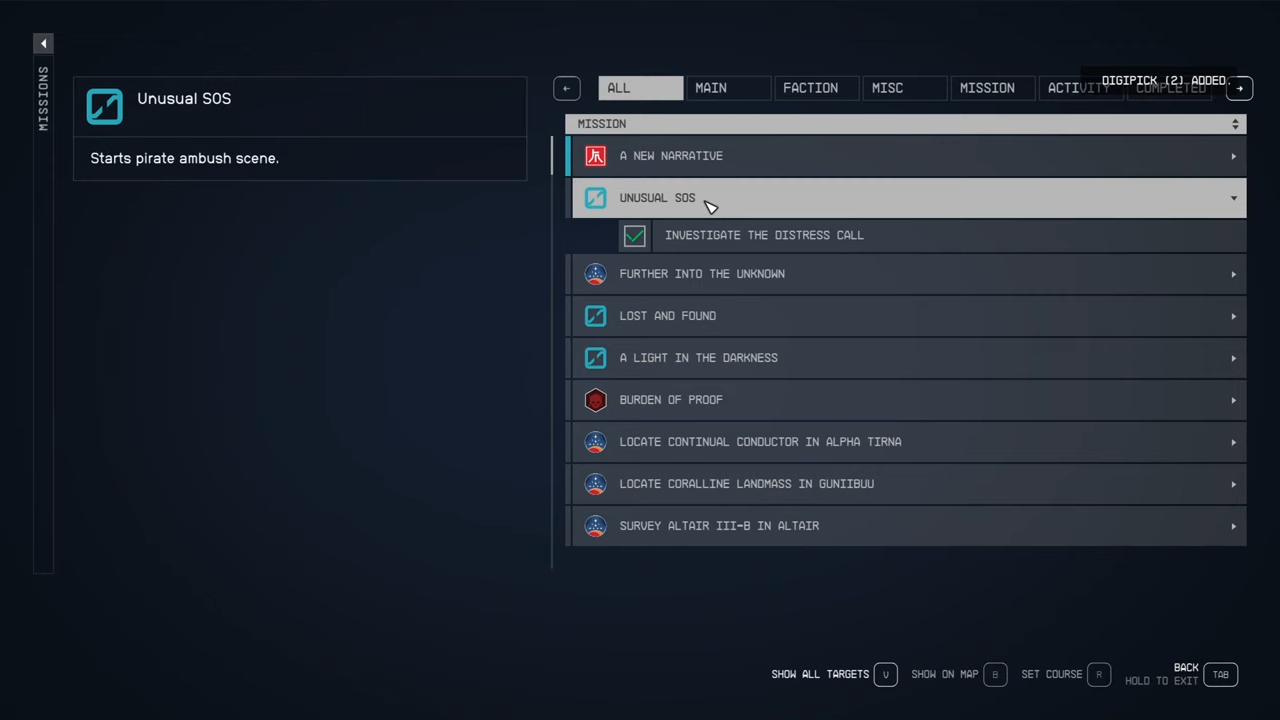 MISSIONS
Unusual SOS
Starts pirate ambush scene.
ALL MAIN FACTION MISC MISSION ACTIVITY COMPLETED
DIGIPICK (2) ADDED.
MISSION
A NEW NARRATIVE
UNUSUAL SOS
INVESTIGATE THE DISTRESS CALL
FURTHER INTO THE UNKNOWN
LOST AND FOUND
A LIGHT IN THE DARKNESS
BURDEN OF PROOF
LOCATE CONTINUAL CONDUCTOR IN ALPHA TIRNA
LOCATE CORALLINE LANDMASS IN GUNIIBUU
SURVEY ALTAIR III-B IN ALTAIR
SHOW ALL TARGETS V SHOW ON MAP B SET COURSE R BACK TAB
HOLD TO EXIT